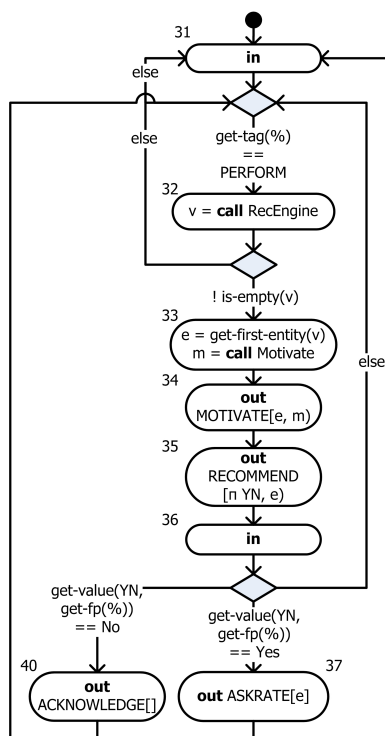 31
in
else
else
get-tag(%)
==
PERFORM
32
v = call RecEngine
! is-empty(v)
33
e = get-first-entity(v)
m = call Motivate
else
34
out
MOTIVATE[e, m)
35
out
RECOMMEND
[п YN, e)
36
in
get-value(YN,
get-fp(%))
== No
get-value(YN,
get-fp(%))
== Yes
40
out
ACKNOWLEDGE[]
37
out ASKRATE[e]